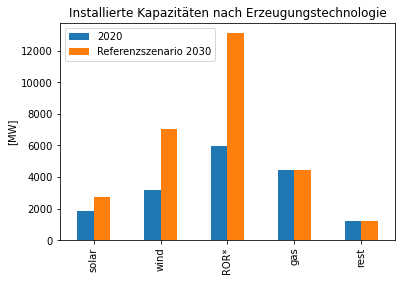 Installierte Kapazitäten nach Erzeugungstechnologie
2020
Referenzszenario 2030
[MW]
12000
10000
8000
6000
4000
2000
0
solar
wind
ROR*
gas
rest